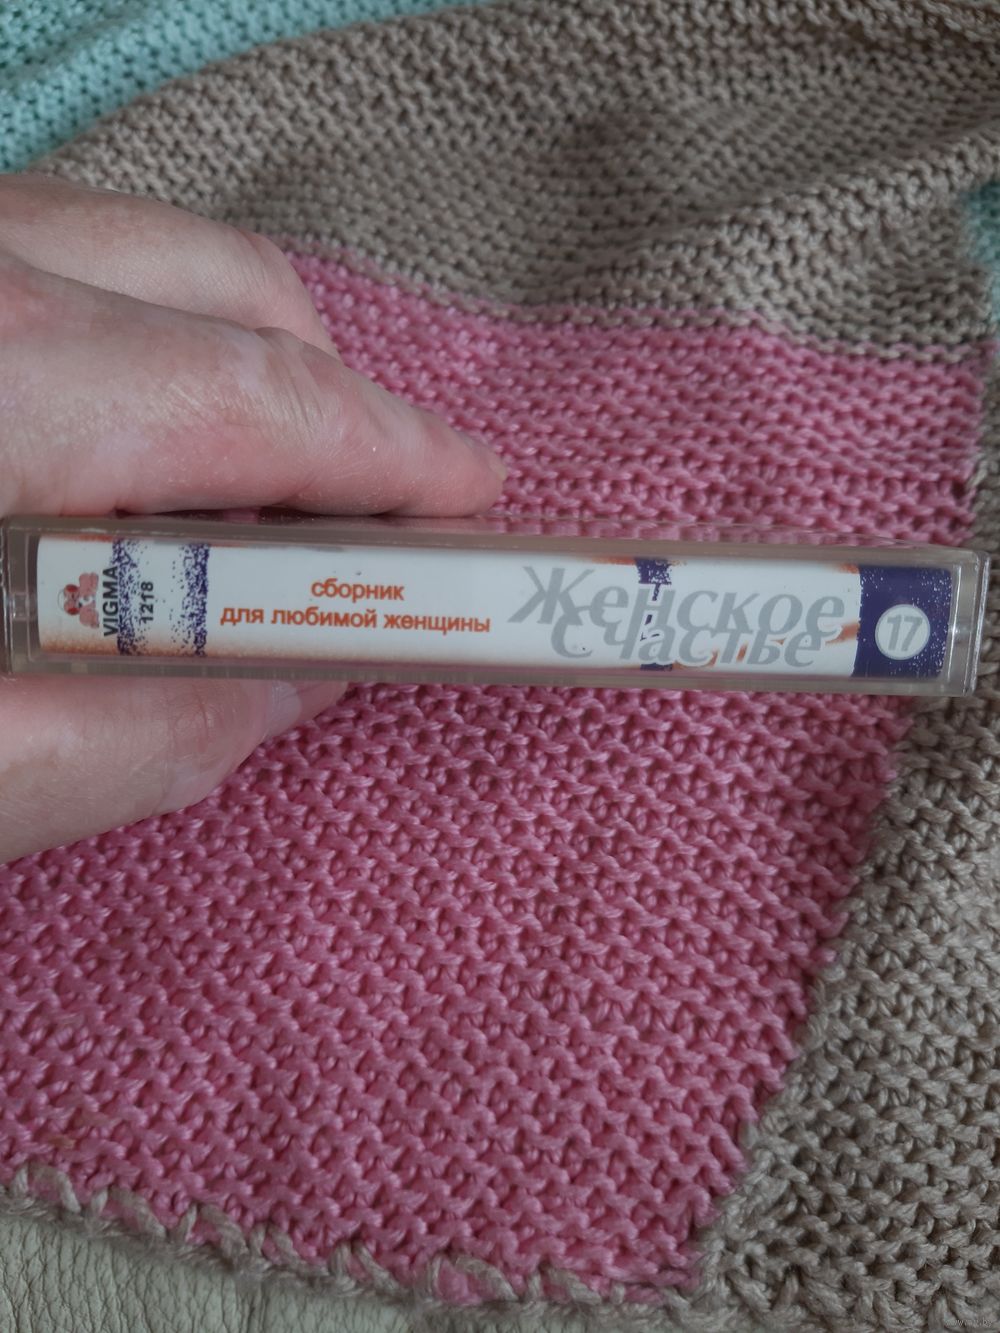 VIGMA
1218
сборник
для любимой женщины
Женское
Счастье
17